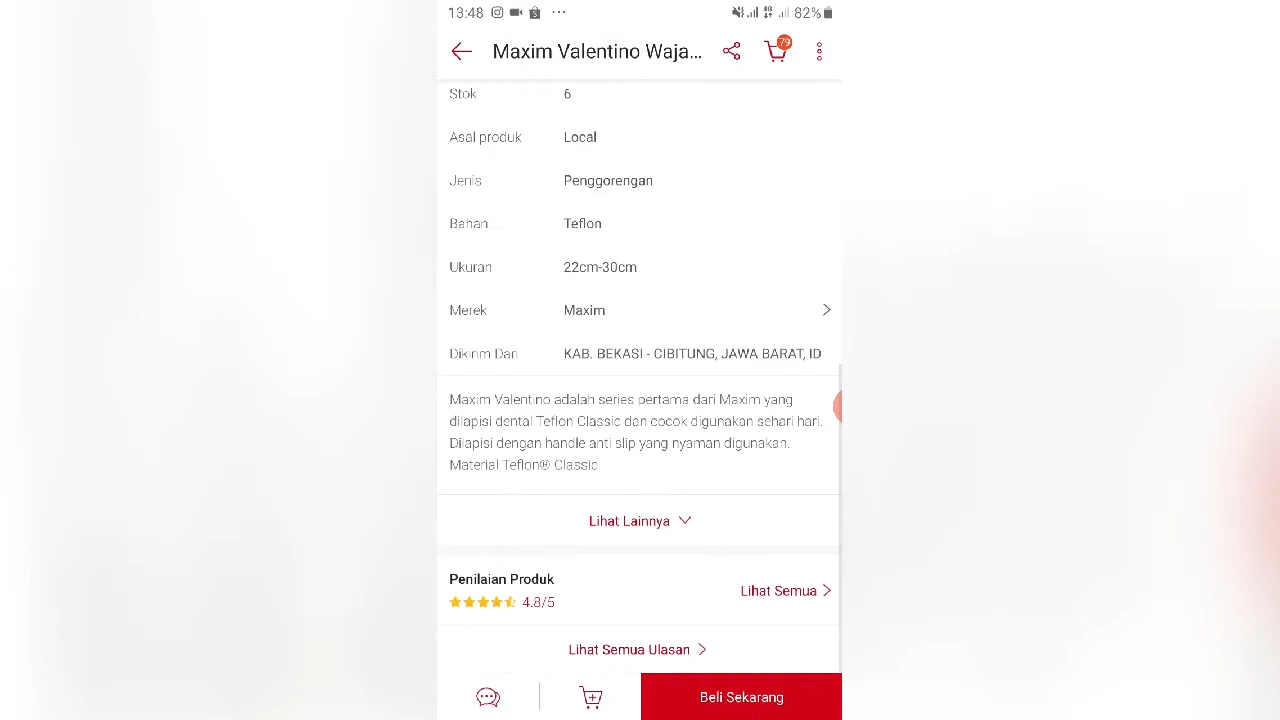 13:48 ... 4G 82%
Maxim Valentino Waja... 79
Stok 6
Asal produk Local
Jenis Penggorengan
Bahan Teflon
Ukuran 22cm-30cm
Merek Maxim
Dikirim Dari KAB. BEKASI - CIBITUNG, JAWA BARAT, ID
Maxim Valentino adalah series pertama dari Maxim yang
dilapisi dental Teflon Classic dan cocok digunakan sehari hari.
Dilapisi dengan handle anti slip yang nyaman digunakan.
Material Teflon® Classic
Lihat Lainnya
Penilaian Produk
Lihat Semua
4.8/5
Lihat Semua Ulasan
Beli Sekarang